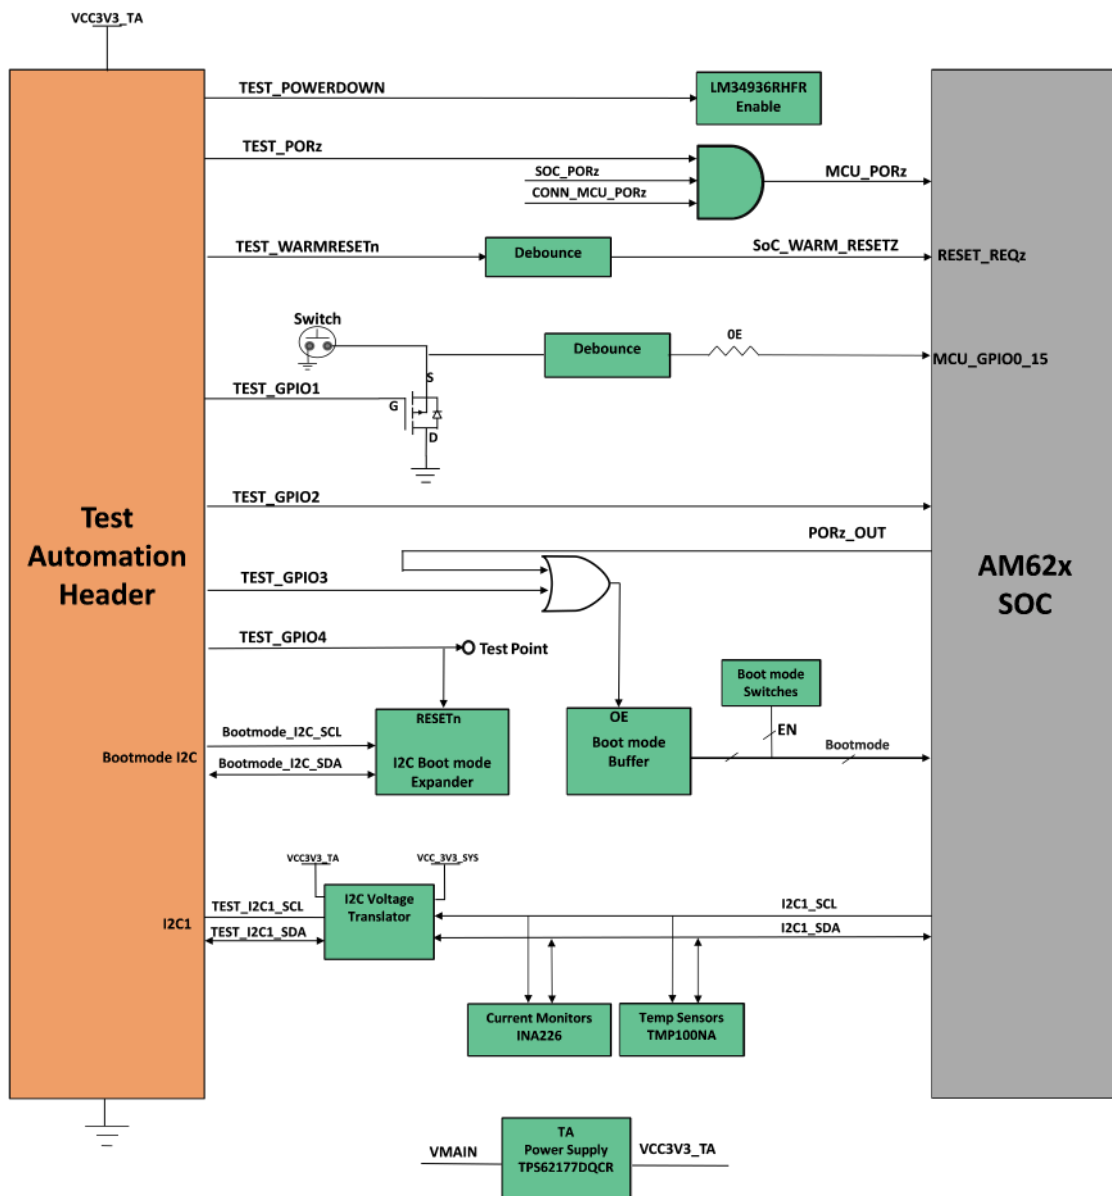 VCC3V3_TA
TEST_POWERDOWN
LM34936RHFR
Enable
TEST_PORz
SOC_PORz
CONN_MCU_PORz
MCU_PORz
TEST_WARMRESETn
Debounce
SoC_WARM_RESETZ
RESET_REQz
Switch
Debounce
0E
MCU_GPIO0_15
S
TEST_GPIO1
G
D
TEST_GPIO2
PORz_OUT
Test
Automation
Header
AM62x
SOC
TEST_GPIO3
TEST_GPIO4
Test Point
Boot mode
Switches
RESETn
I2C Boot mode
Expander
OE
Boot mode
Buffer
EN
Bootmode
Bootmode_I2C_SCL
Bootmode I2C
Bootmode_I2C_SDA
VCC3V3_TA
VCC_3V3_SYS
I2C Voltage
Translator
TEST_I2C1_SCL
I2C1
TEST_I2C1_SDA
I2C1_SCL
I2C1_SDA
Current Monitors
INA226
Temp Sensors
TMP100NA
VMAIN
TA
Power Supply
TPS62177DQCR
VCC3V3_TA